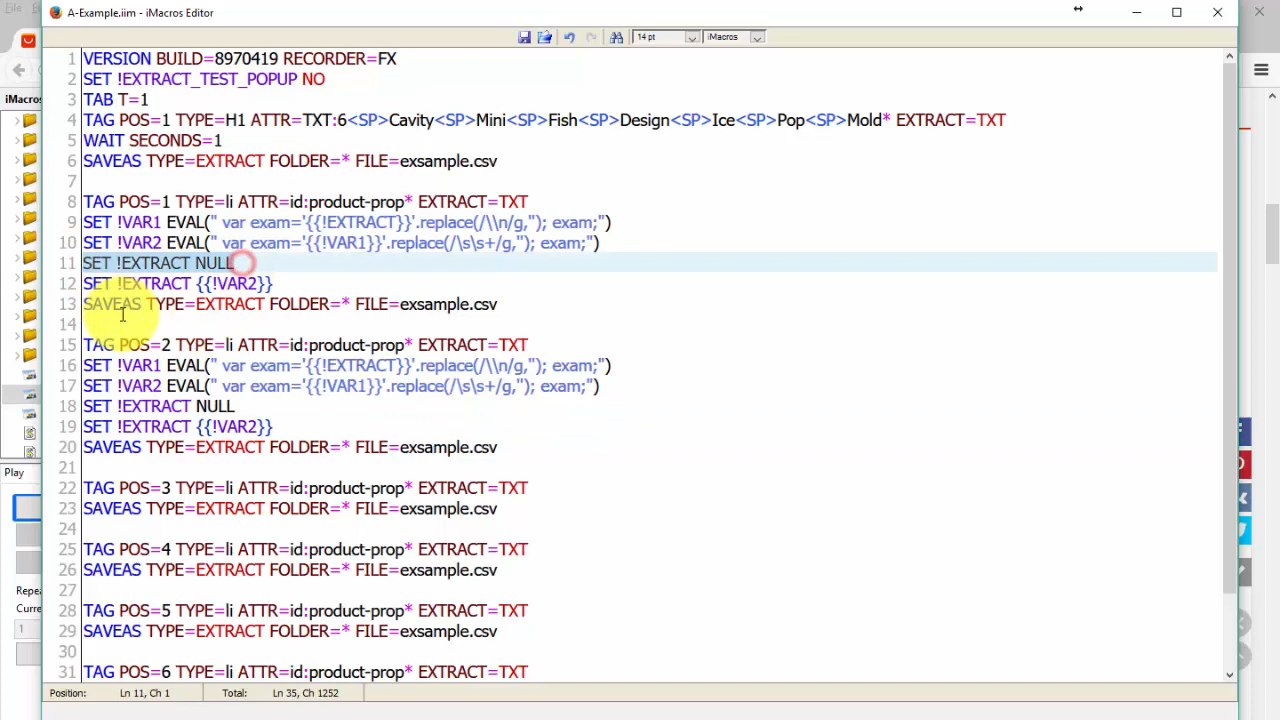 A-Example.iim - iMacros Editor
14 pt
iMacros
1 VERSION BUILD=8970419 RECORDER=FX
2 SET !EXTRACT_TEST_POPUP NO
3 TAB T=1
4 TAG POS=1 TYPE=H1 ATTR=TXT:6<SP>Cavity<SP>Mini<SP>Fish<SP>Design<SP>Ice<SP>Pop<SP>Mold* EXTRACT=TXT
5 WAIT SECONDS=1
6 SAVEAS TYPE=EXTRACT FOLDER=* FILE=exsample.csv
7
8 TAG POS=1 TYPE=li ATTR=id:product-prop* EXTRACT=TXT
9 SET !VAR1 EVAL(" var exam='{{!EXTRACT}}'.replace(/\\n/g,''); exam;")
10 SET !VAR2 EVAL(" var exam='{{!VAR1}}'.replace(/\s\s+/g,''); exam;")
11 SET !EXTRACT NULL
12 SET !EXTRACT {{!VAR2}}
13 SAVEAS TYPE=EXTRACT FOLDER=* FILE=exsample.csv
14
15 TAG POS=2 TYPE=li ATTR=id:product-prop* EXTRACT=TXT
16 SET !VAR1 EVAL(" var exam='{{!EXTRACT}}'.replace(/\\n/g,''); exam;")
17 SET !VAR2 EVAL(" var exam='{{!VAR1}}'.replace(/\s\s+/g,''); exam;")
18 SET !EXTRACT NULL
19 SET !EXTRACT {{!VAR2}}
20 SAVEAS TYPE=EXTRACT FOLDER=* FILE=exsample.csv
21
22 TAG POS=3 TYPE=li ATTR=id:product-prop* EXTRACT=TXT
23 SAVEAS TYPE=EXTRACT FOLDER=* FILE=exsample.csv
24
25 TAG POS=4 TYPE=li ATTR=id:product-prop* EXTRACT=TXT
26 SAVEAS TYPE=EXTRACT FOLDER=* FILE=exsample.csv
27
28 TAG POS=5 TYPE=li ATTR=id:product-prop* EXTRACT=TXT
29 SAVEAS TYPE=EXTRACT FOLDER=* FILE=exsample.csv
30
31 TAG POS=6 TYPE=li ATTR=id:product-prop* EXTRACT=TXT
Position: Ln 11, Ch 1 Total: Ln 35, Ch 1252
File
iMacros
Play
Repea
Curre
1